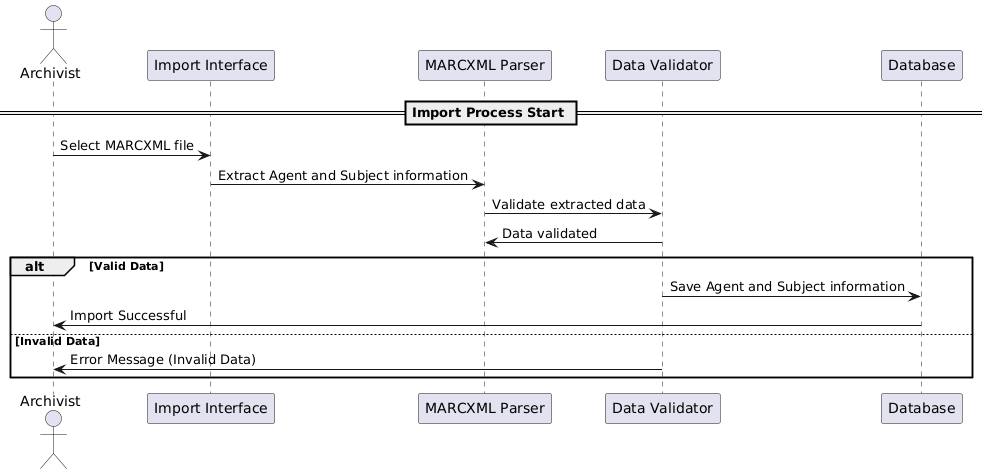 Archivist
Import Interface
MARCXML Parser
Data Validator
Database
Import Process Start
Select MARCXML file
Extract Agent and Subject information
Validate extracted data
Data validated
alt [Valid Data]
Save Agent and Subject information
Import Successful
[Invalid Data]
Error Message (Invalid Data)
Archivist
Import Interface
MARCXML Parser
Data Validator
Database